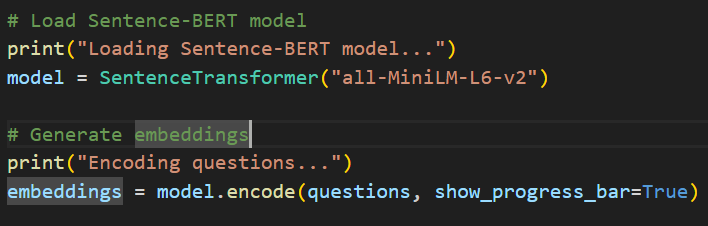 # Load Sentence-BERT model
print("Loading Sentence-BERT model...")
model = SentenceTransformer("all-MiniLM-L6-v2")
# Generate embeddings
print("Encoding questions...")
embeddings = model.encode(questions, show_progress_bar=True)